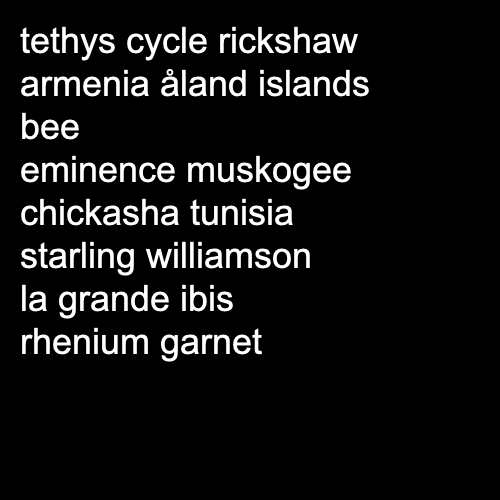 tethys cycle rickshaw
armenia åland islands
bee
eminence muskogee
chickasha tunisia
starling williamson
la grande ibis
rhenium garnet